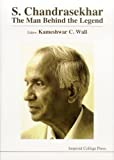 S. Chandrasekhar
The Man Behind the Legend
Editor Kameshwar C. Wali
Imperial College Press